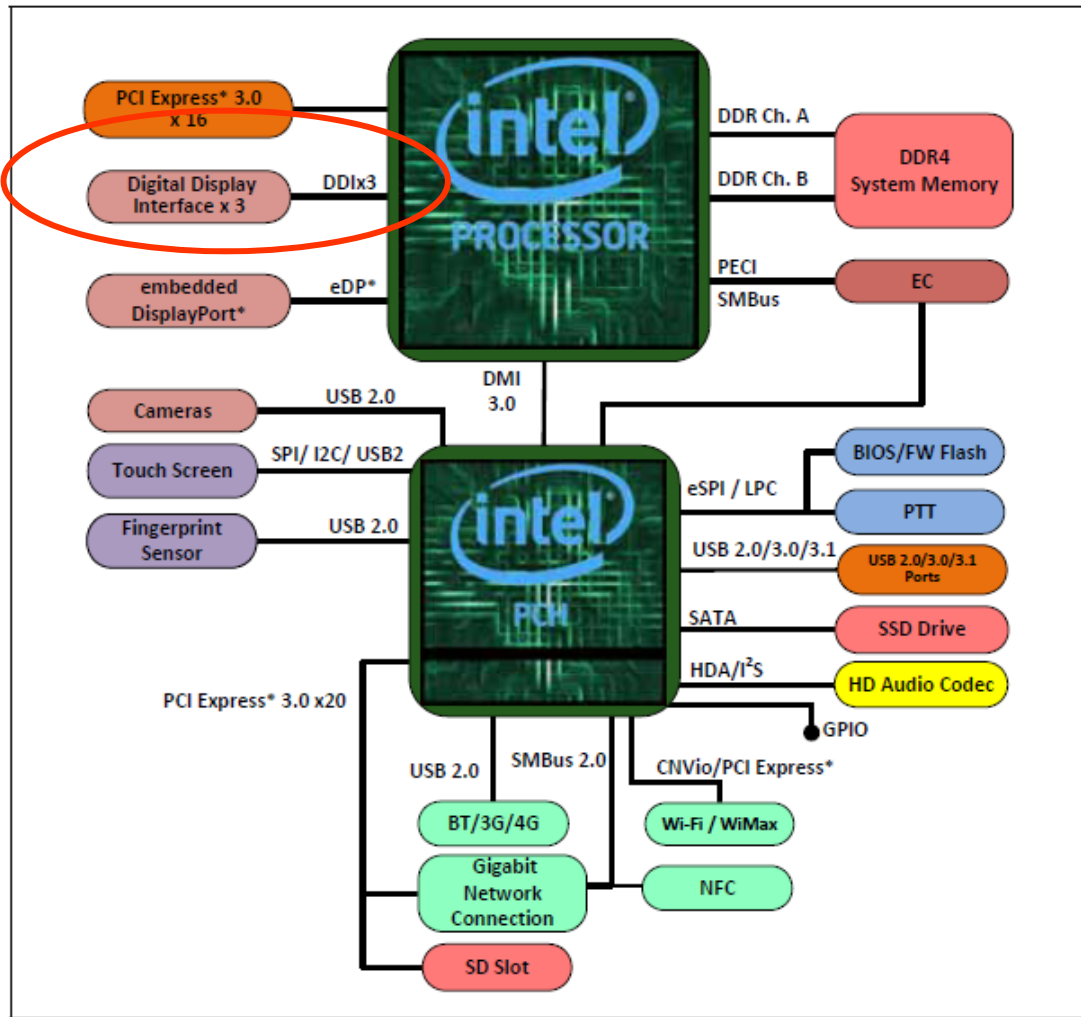 PCI Express* 3.0
x 16
Digital Display
Interface x 3
DDIx3
embedded
DisplayPort*
eDP*
intel®
PROCESSOR
DDR Ch. A
DDR Ch. B
DDR4
System Memory
PECI
SMBus
EC
DMI
3.0
Cameras
USB 2.0
Touch Screen
SPI/ I2C/ USB2
Fingerprint
Sensor
USB 2.0
intel®
PCH
eSPI / LPC
BIOS/FW Flash
PTT
USB 2.0/3.0/3.1
USB 2.0/3.0/3.1
Ports
SATA
SSD Drive
HDA/I²S
HD Audio Codec
GPIO
PCI Express* 3.0 x20
USB 2.0
SMBus 2.0
CNVio/PCI Express*
BT/3G/4G
Wi-Fi / WiMax
Gigabit
Network
Connection
NFC
SD Slot